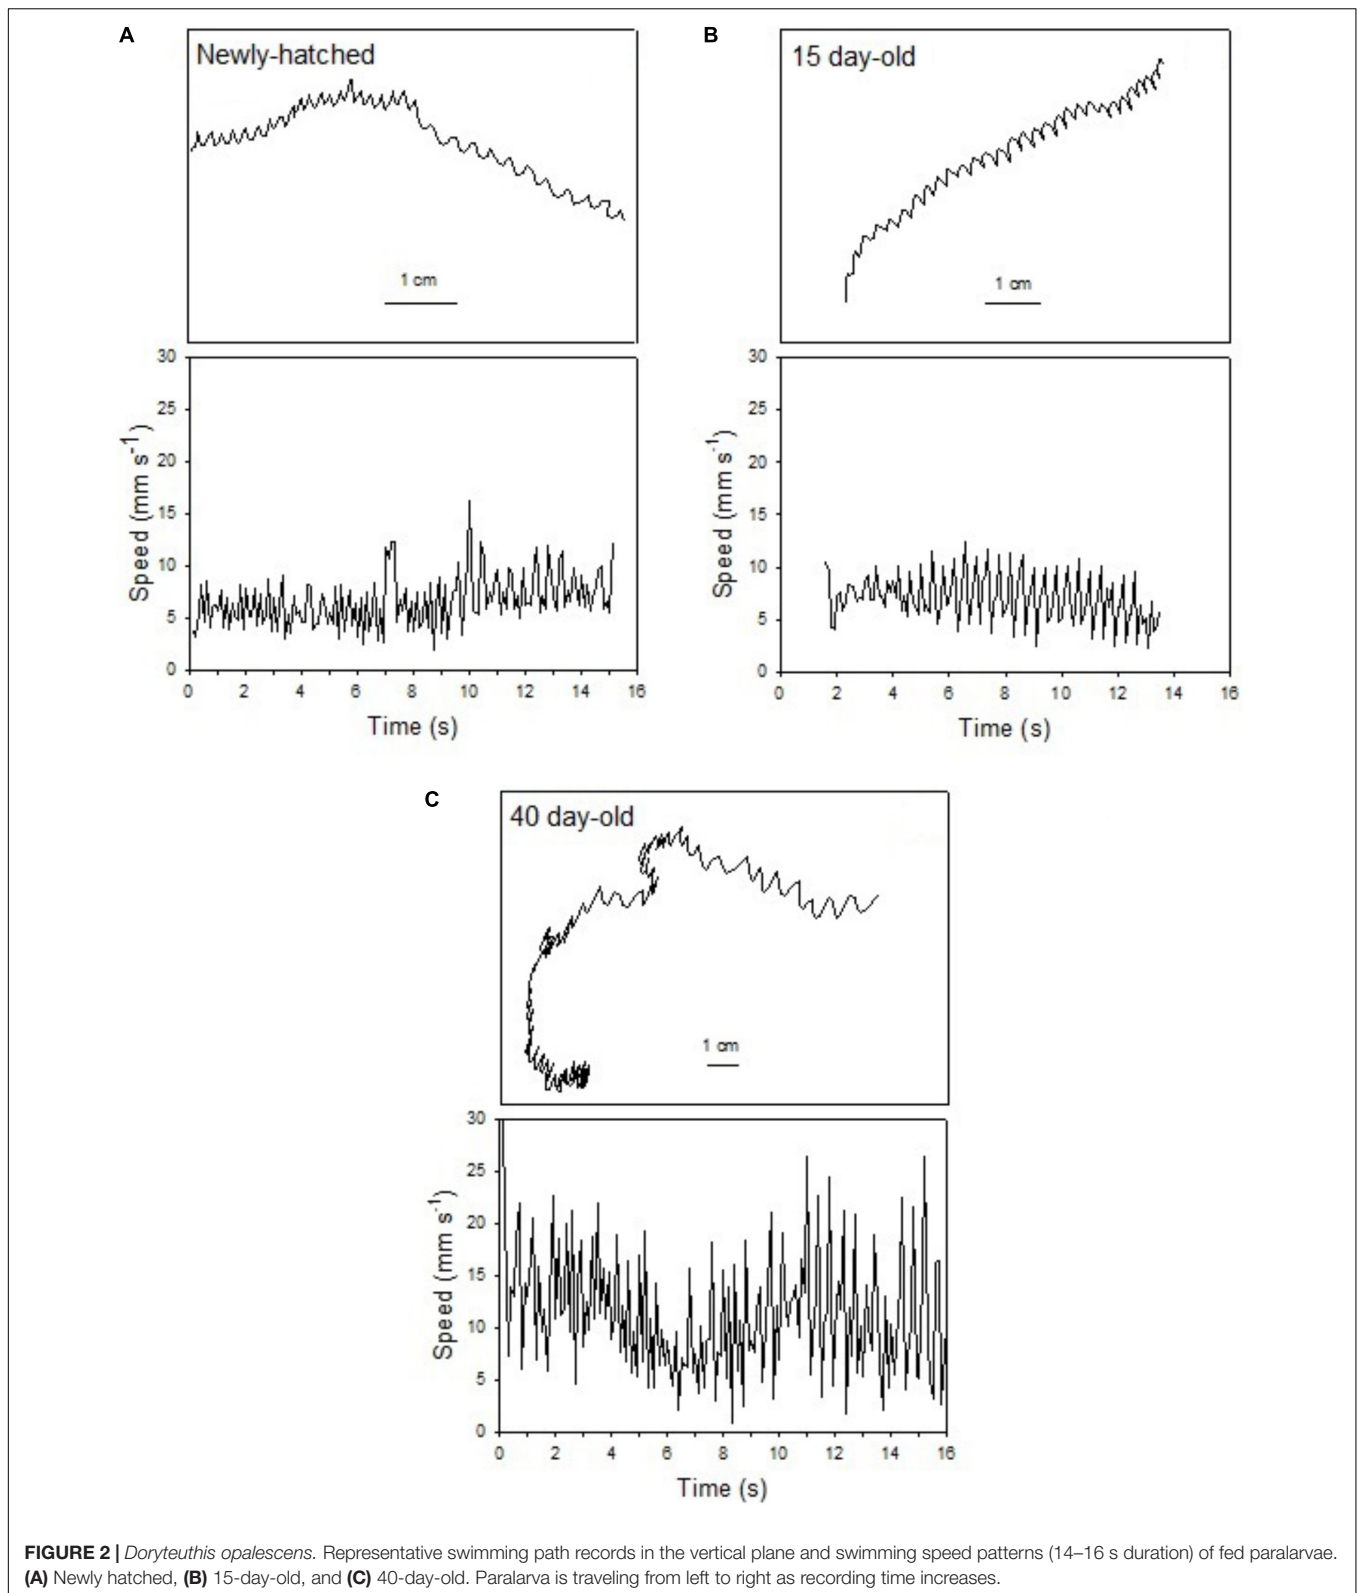 A
Newly-hatched
1 cm
30
25
20
15
10
5
0
Speed (mm s-1)
0 2 4 6 8 10 12 14 16
Time (s)
B
15 day-old
1 cm
30
25
20
15
10
5
0
Speed (mm s-1)
0 2 4 6 8 10 12 14 16
Time (s)
C
40 day-old
1 cm
30
25
20
15
10
5
0
Speed (mm s-1)
0 2 4 6 8 10 12 14 16
Time (s)
FIGURE 2 | Doryteuthis opalescens. Representative swimming path records in the vertical plane and swimming speed patterns (14–16 s duration) of fed paralarvae.
(A) Newly hatched, (B) 15-day-old, and (C) 40-day-old. Paralarva is traveling from left to right as recording time increases.